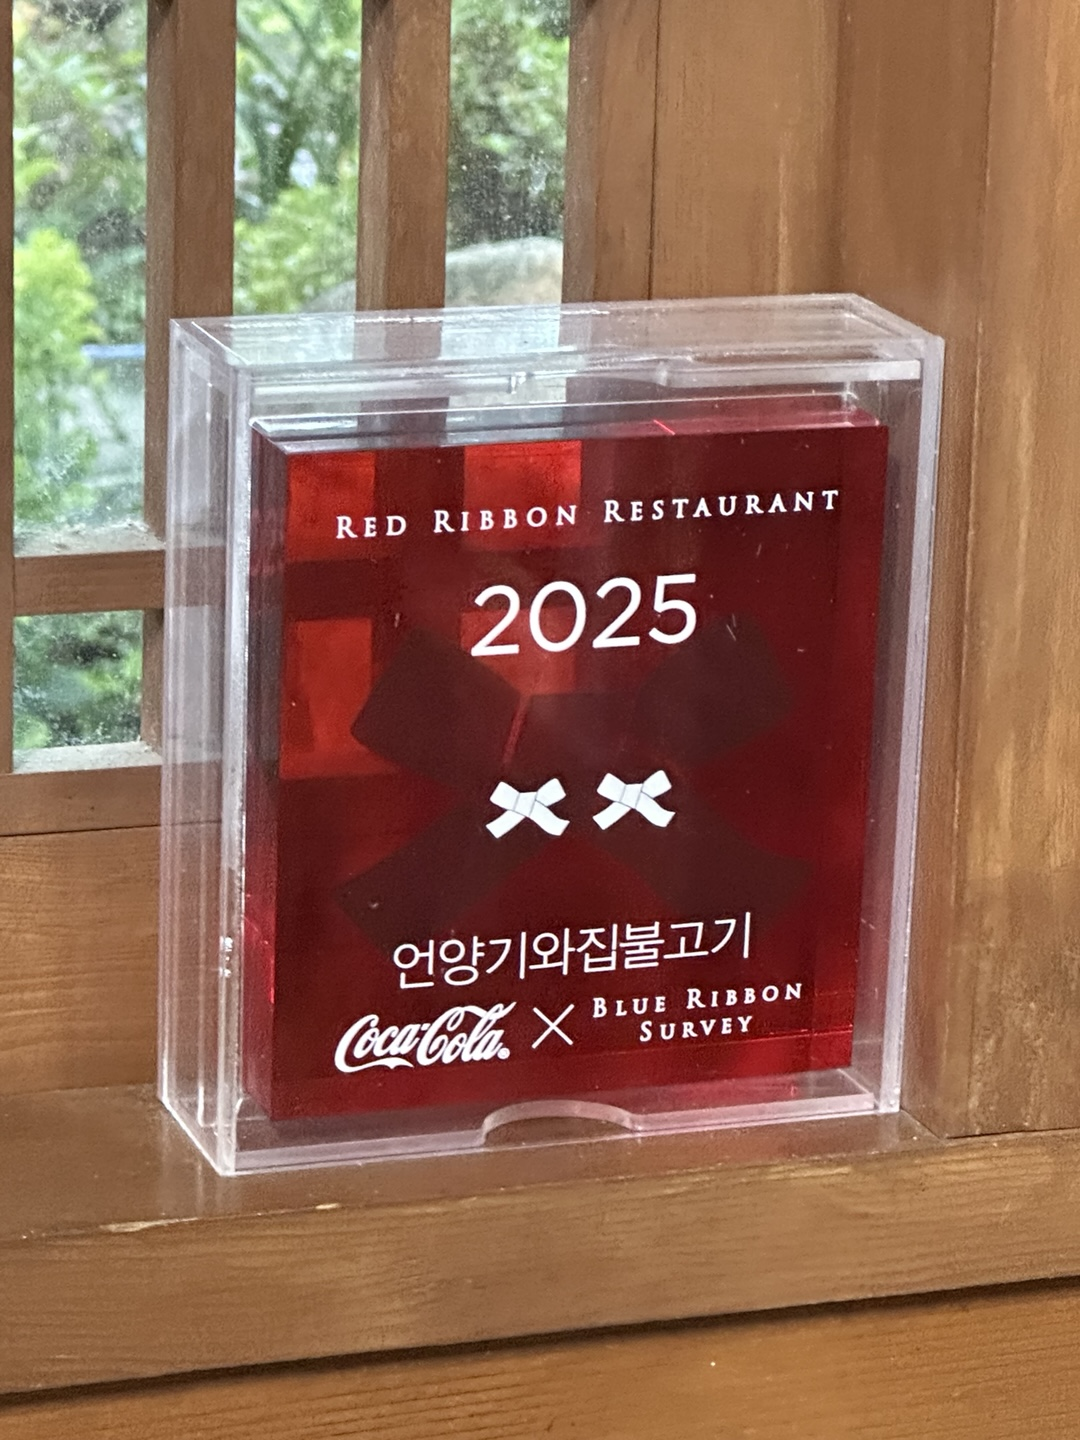 RED RIBBON RESTAURANT
2025
언양기와집불고기
Coca-Cola
BLUE RIBBON
SURVEY